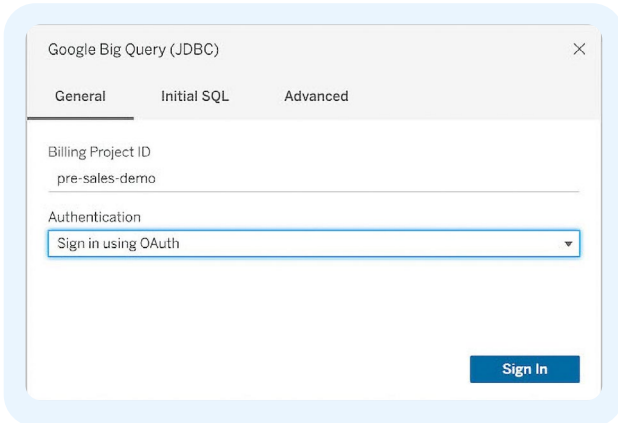 Google Big Query (JDBC)
General Initial SQL Advanced
Billing Project ID
pre-sales-demo
Authentication
Sign in using OAuth
Sign In